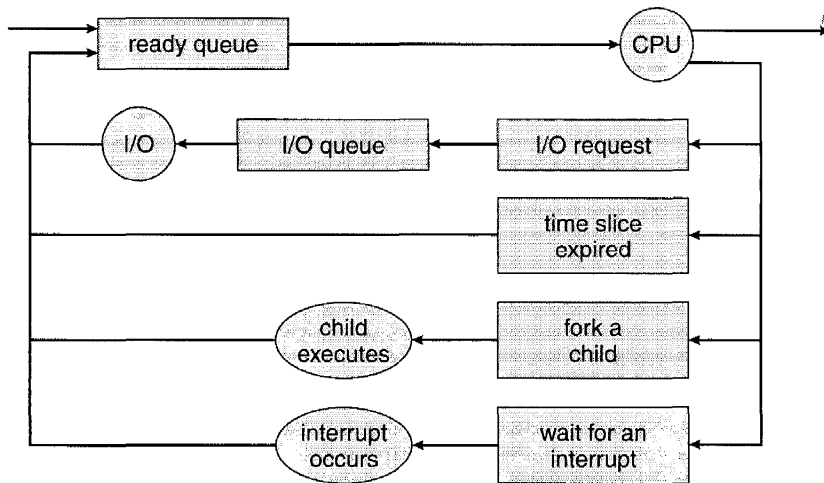 ready queue
CPU
I/O
I/O queue
I/O request
time slice
expired
child
executes
fork a
child
interrupt
occurs
wait for an
interrupt